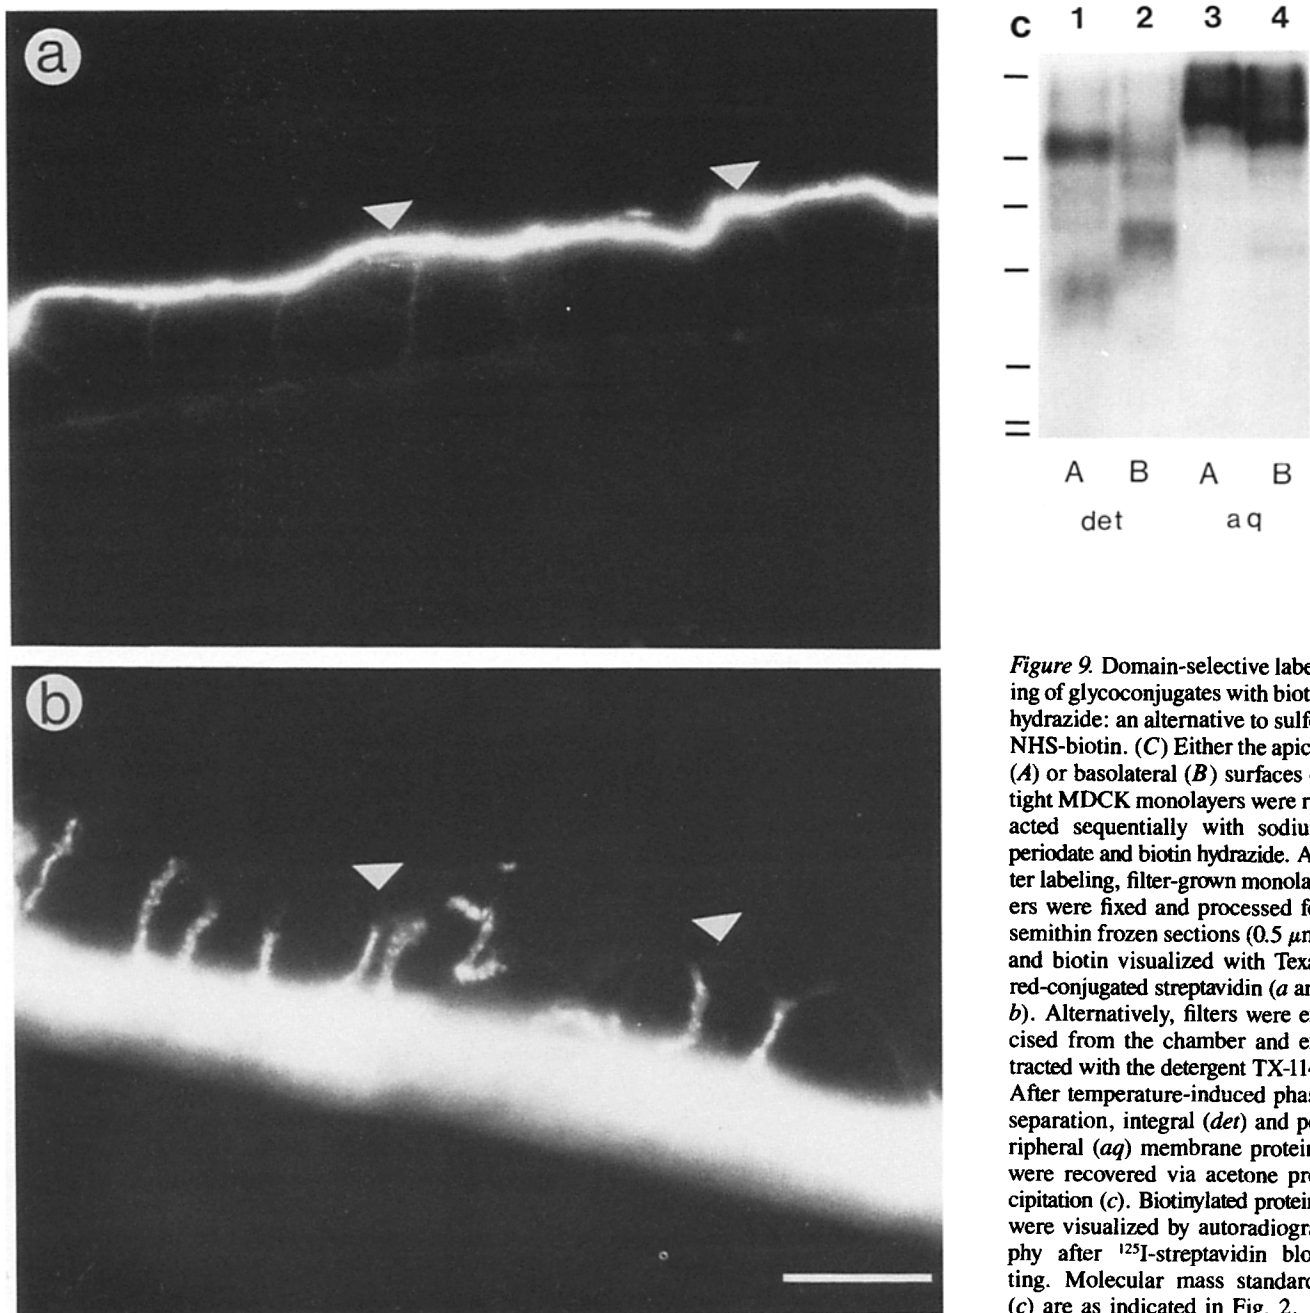 a
c 1 2 3 4
A B A B
det aq
b
Figure 9. Domain-selective labe
ing of glycoconjugates with biot
hydrazide: an alternative to sulf
NHS-biotin. (C) Either the apic
(A) or basolateral (B) surfaces
tight MDCK monolayers were r
acted sequentially with sodiu
periodate and biotin hydrazide. A
ter labeling, filter-grown monola
ers were fixed and processed f
semithin frozen sections (0.5 μm
and biotin visualized with Texa
red-conjugated streptavidin (a a
b). Alternatively, filters were e
cised from the chamber and e
tracted with the detergent TX-114
After temperature-induced phas
separation, integral (det) and p
ripheral (aq) membrane protein
were recovered via acetone pr
cipitation (c). Biotinylated protein
were visualized by autoradiogra
phy after ¹²⁵I-streptavidin blo
ting. Molecular mass standard
(c) are as indicated in Fig. 2.